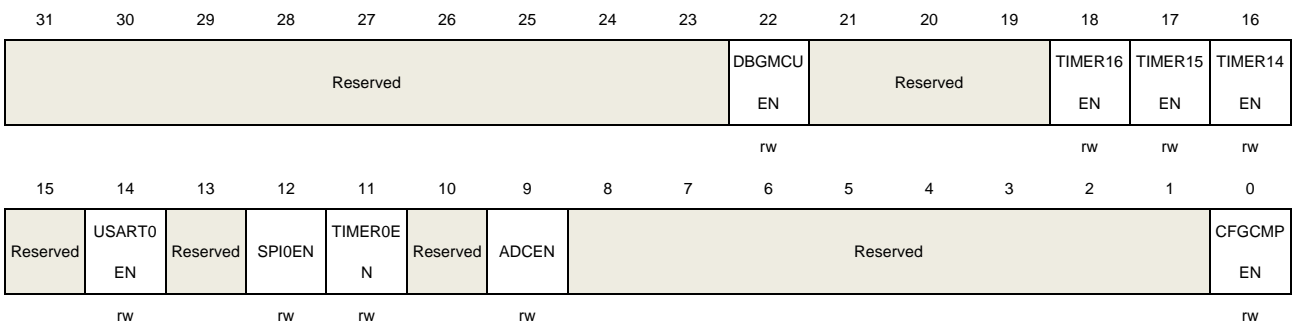 31 30 29 28 27 26 25 24 23 22 21 20 19 18 17 16
Reserved DBGMCU EN Reserved TIMER16 EN TIMER15 EN TIMER14 EN
rw rw rw rw
15 14 13 12 11 10 9 8 7 6 5 4 3 2 1 0
Reserved USART0 EN Reserved SPI0EN TIMER0E N Reserved ADCEN Reserved CFGCMP EN
rw rw rw rw rw